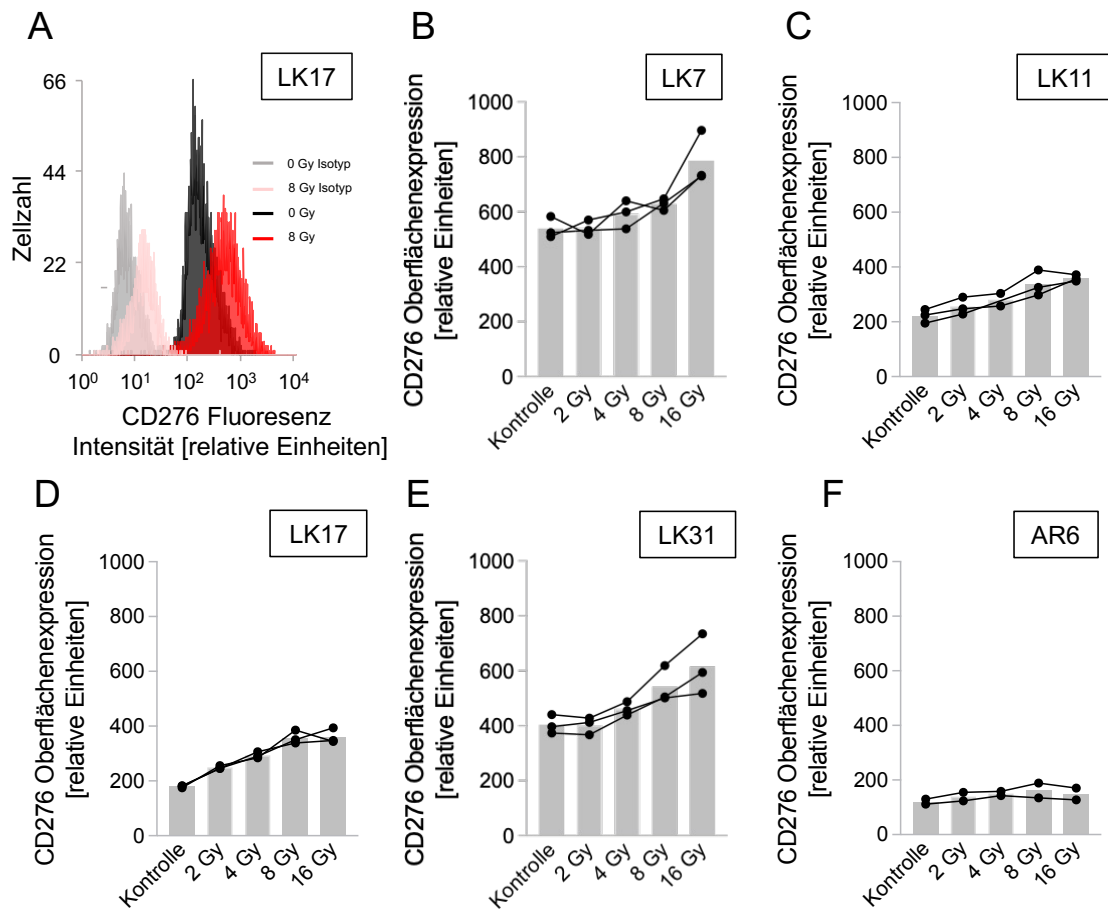 A
LK17
Zellzahl
66
44
22
0
0 Gy Isotyp
8 Gy Isotyp
0 Gy
8 Gy
10⁰ 10¹ 10² 10³ 10⁴
CD276 Fluoresenz
Intensität [relative Einheiten]
B
LK7
CD276 Oberflächenexpression
[relative Einheiten]
1000
800
600
400
200
0
Kontrolle 2 Gy 4 Gy 8 Gy 16 Gy
C
LK11
CD276 Oberflächenexpression
[relative Einheiten]
1000
800
600
400
200
0
Kontrolle 2 Gy 4 Gy 8 Gy 16 Gy
D
LK17
CD276 Oberflächenexpression
[relative Einheiten]
1000
800
600
400
200
0
Kontrolle 2 Gy 4 Gy 8 Gy 16 Gy
E
LK31
CD276 Oberflächenexpression
[relative Einheiten]
1000
800
600
400
200
0
Kontrolle 2 Gy 4 Gy 8 Gy 16 Gy
F
AR6
CD276 Oberflächenexpression
[relative Einheiten]
1000
800
600
400
200
0
Kontrolle 2 Gy 4 Gy 8 Gy 16 Gy